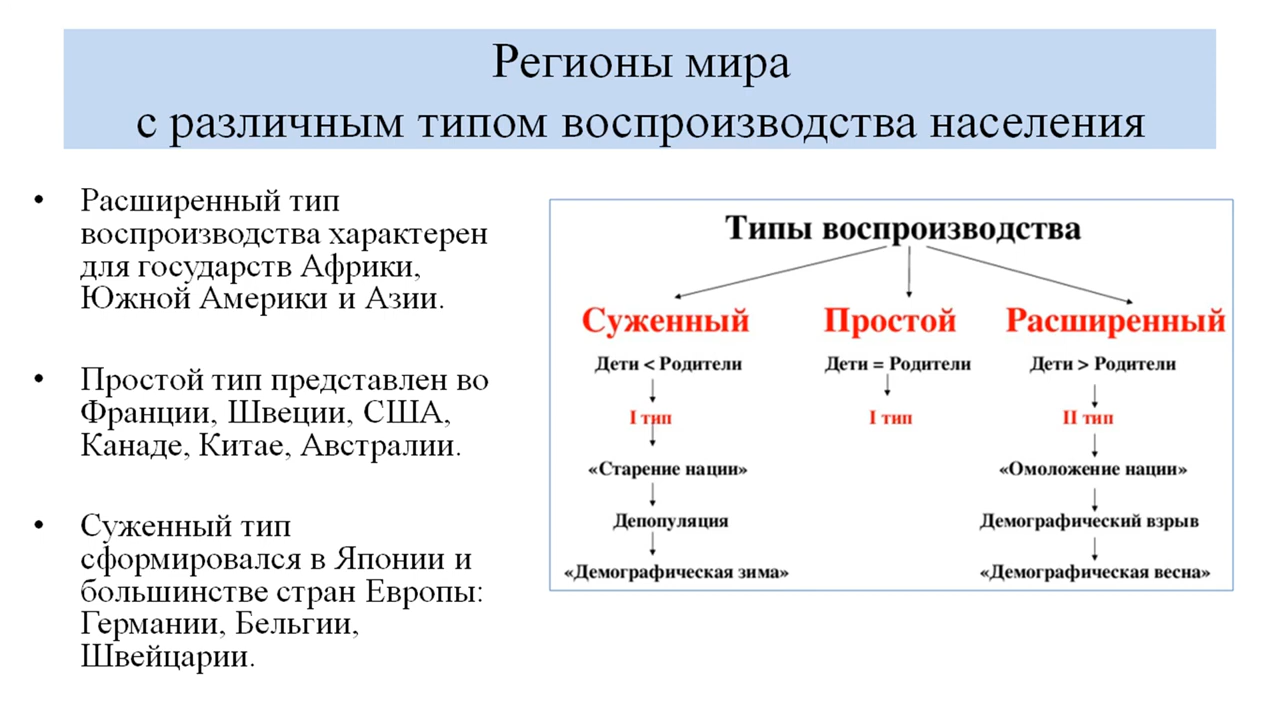 Регионы мира
с различным типом воспроизводства населения
• Расширенный тип
воспроизводства характерен
для государств Африки,
Южной Америки и Азии.
• Простой тип представлен во
Франции, Швеции, США,
Канаде, Китае, Австралии.
• Суженный тип
сформировался в Японии и
большинстве стран Европы:
Германии, Бельгии,
Швейцарии.
Типы воспроизводства
Суженный
Дети < Родители
I тип
«Старение нации»
Депопуляция
«Демографическая зима»
Простой
Дети = Родители
I тип
Расширенный
Дети > Родители
II тип
«Омоложение нации»
Демографический взрыв
«Демографическая весна»